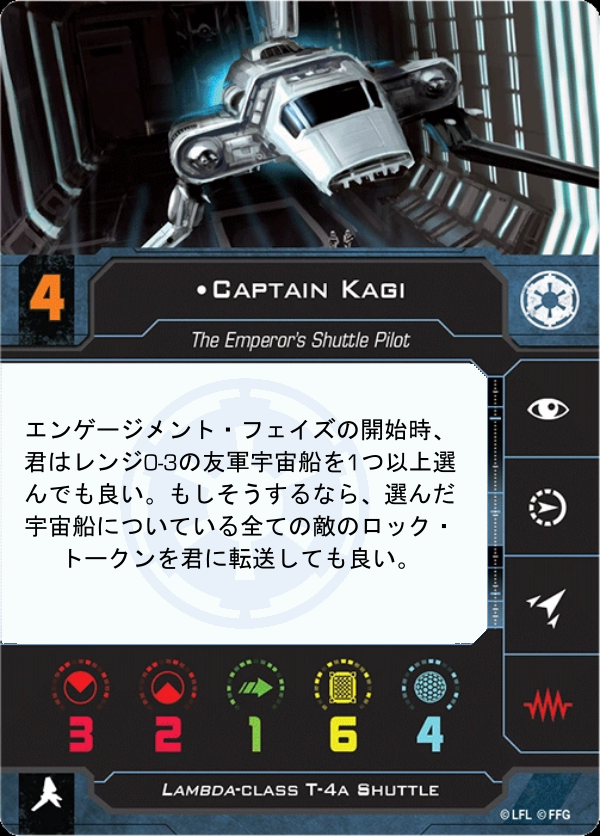 4
•Captain Kagi
The Emperor's Shuttle Pilot
エンゲージメント・フェイズの開始時、
君はレンジ0-3の友軍宇宙船を1つ以上選
んでも良い。もしそうするなら、選んだ
宇宙船についている全ての敵のロック・
トークンを君に転送しても良い。
3 2 1 6 4
Lambda-class T-4a Shuttle
©LFL ©FFG